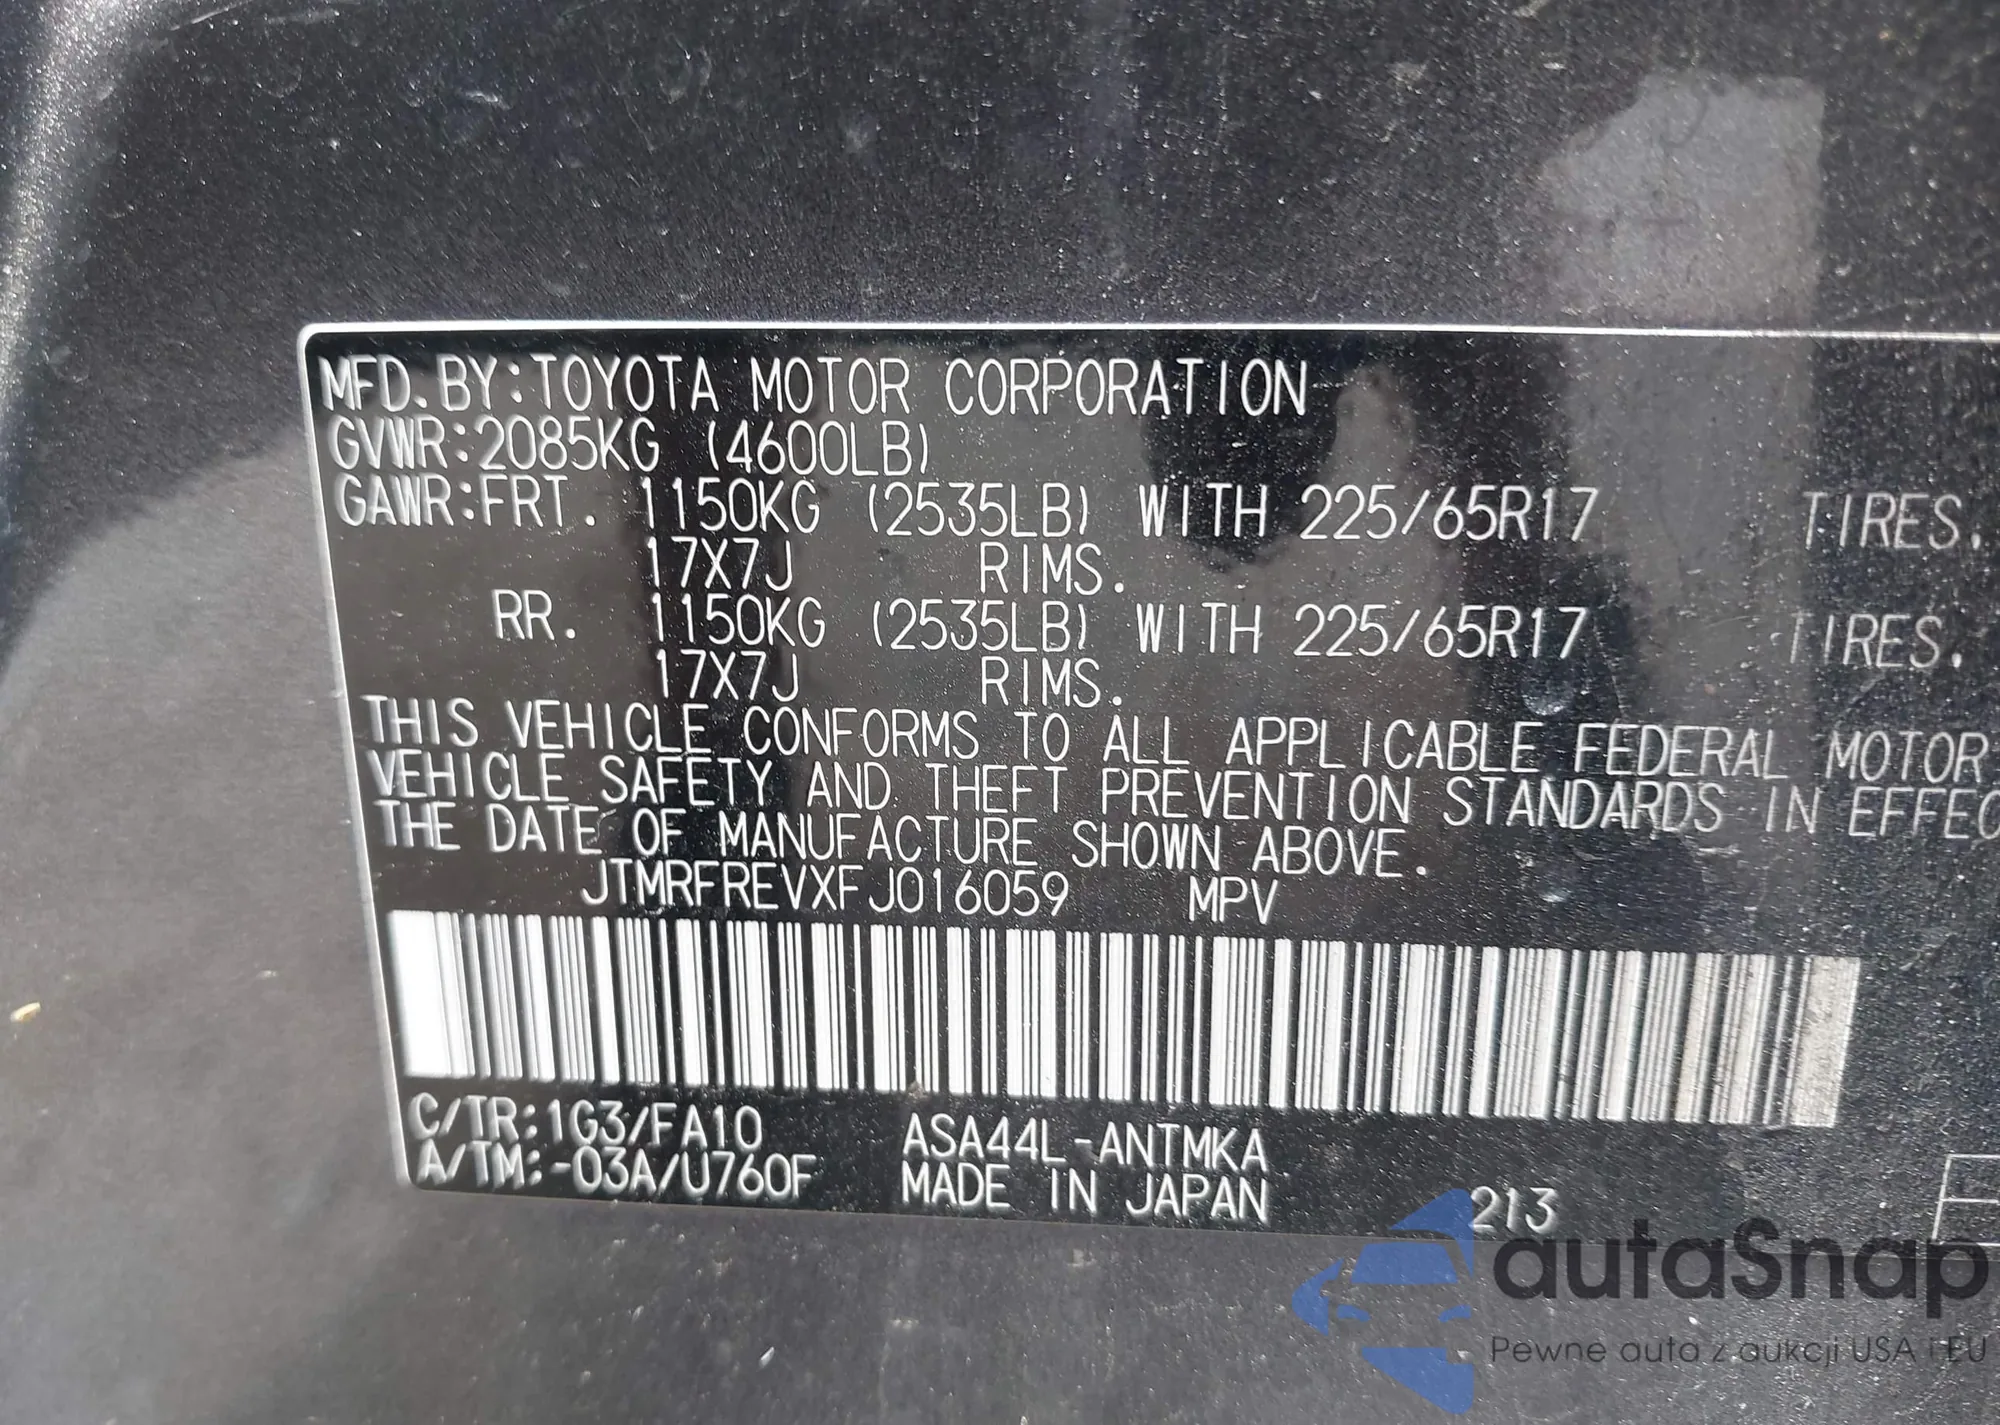 MFD.BY:TOYOTA MOTOR CORPORATION
GVWR:2085KG (4600LB)
GAWR:FRT. 1150KG (2535LB) WITH 225/65R17 TIRES.
17X7J RIMS.
RR. 1150KG (2535LB) WITH 225/65R17 TIRES.
17X7J RIMS.
THIS VEHICLE CONFORMS TO ALL APPLICABLE FEDERAL MOTOR
VEHICLE SAFETY AND THEFT PREVENTION STANDARDS IN EFFEC
THE DATE OF MANUFACTURE SHOWN ABOVE.
JTMRFREVXFJ016059 MPV
C/TR:1G3/FA10 ASA44L-ANTMKA
A/TM:-03A/U760F MADE IN JAPAN 213
autaSnap
Pewne auta z aukcji USA i EU